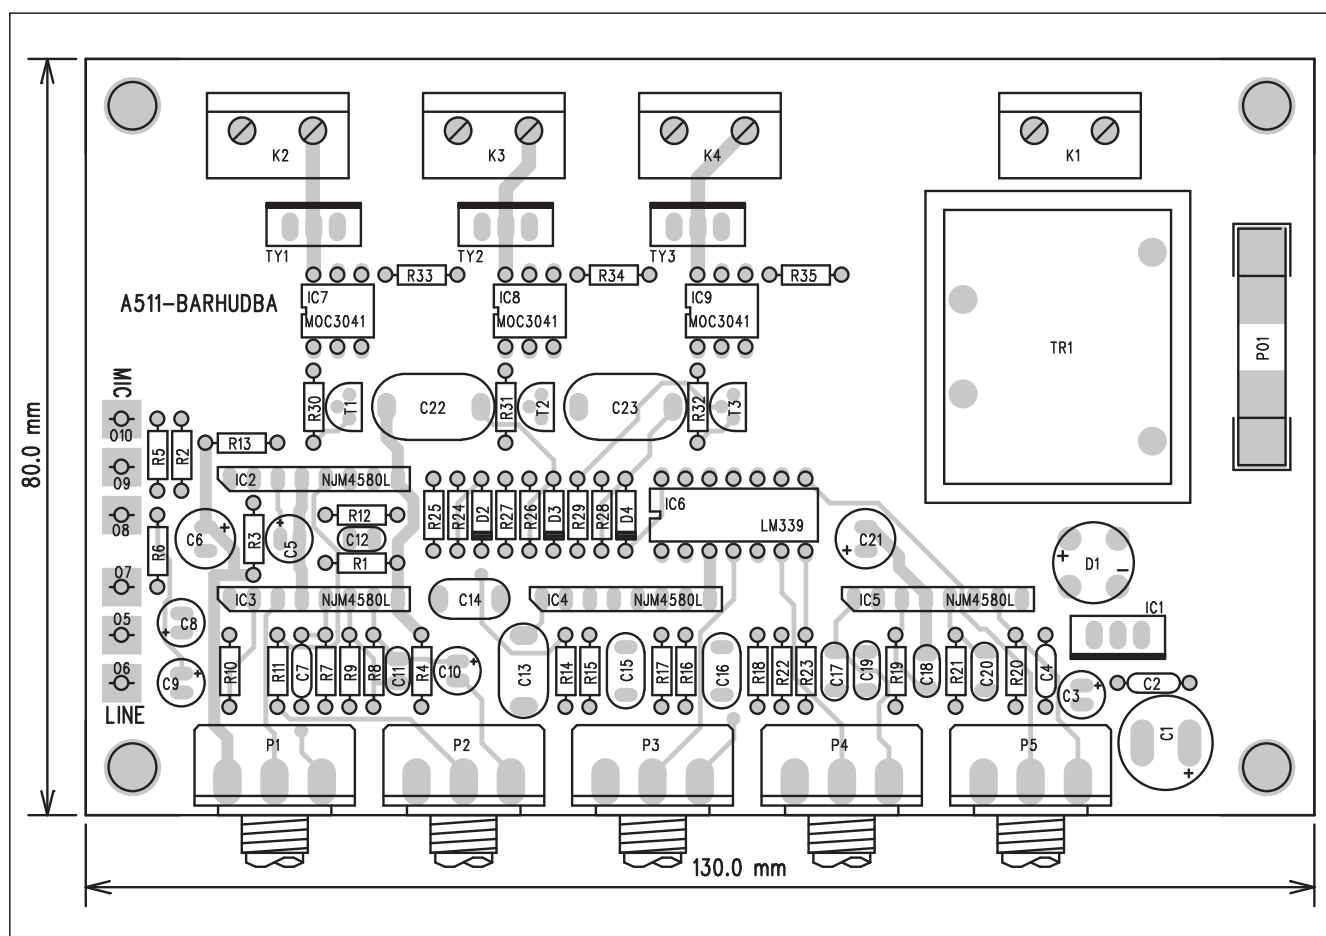 K2
K3
K4
K1
TY1
TY2
TY3
R33
R34
R35
IC7
MOC3041
IC8
MOC3041
IC9
MOC3041
A511-BARHUDBA
TR1
PO1
80.0 mm
MIC
R30
T1
C22
R31
T2
C23
R32
T3
O10
R5
R2
R13
O9
IC2
NJM4580L
O8
R6
C6
+
R3
+
C5
R12
C12
R1
R25
R24
D2
R27
R26
D3
R29
R28
D4
IC6
LM339
C21
+
+
D1
-
O7
IC3
NJM4580L
C14
IC4
NJM4580L
IC5
NJM4580L
IC1
O5
C8
+
O6
C9
+
LINE
R10
R11
C7
R7
R9
R8
C11
R4
C10
+
C13
R14
R15
C15
R17
R16
C16
R18
R22
R23
C17
C19
R19
C18
R21
C20
R20
C4
C3
+
C2
C1
+
P1
P2
P3
P4
P5
130.0 mm